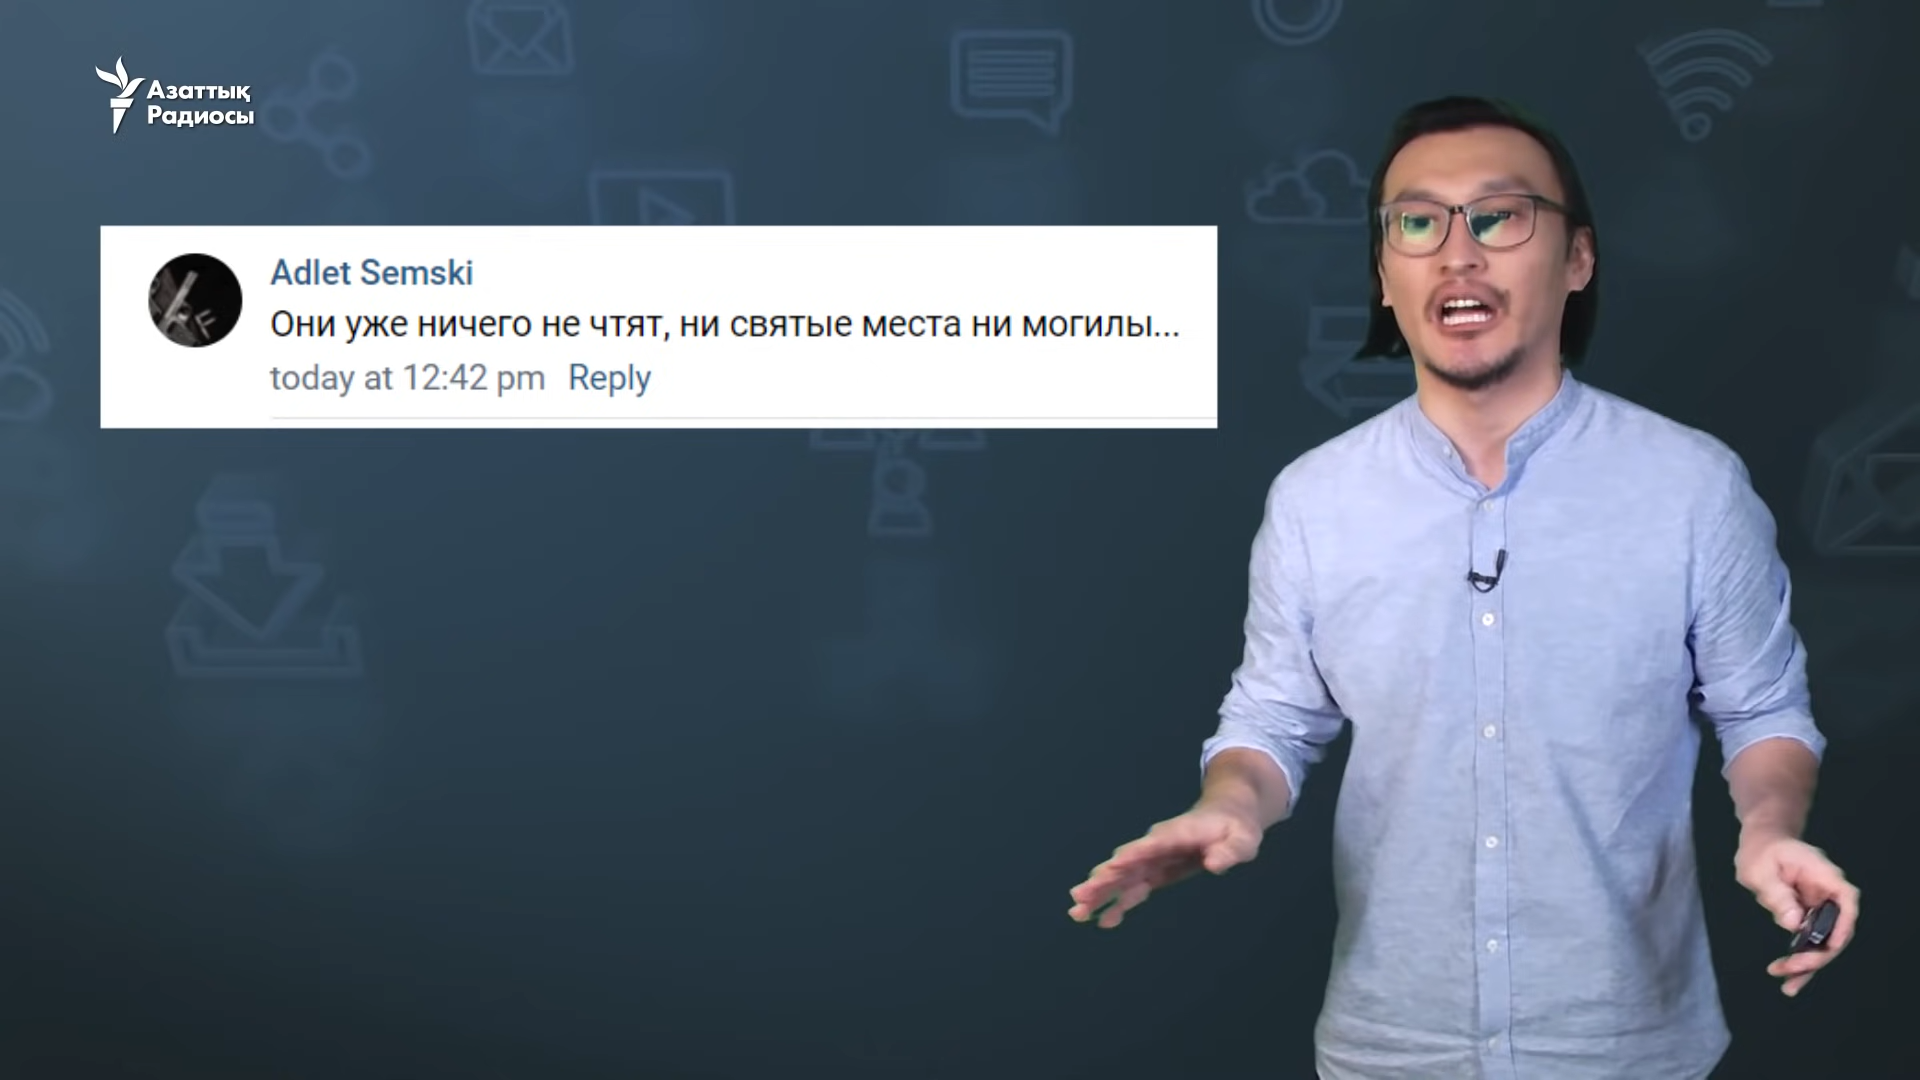 Азаттық
Радиосы
Adlet Semski
Они уже ничего не чтят, ни святые места ни могилы...
today at 12:42 pm Reply